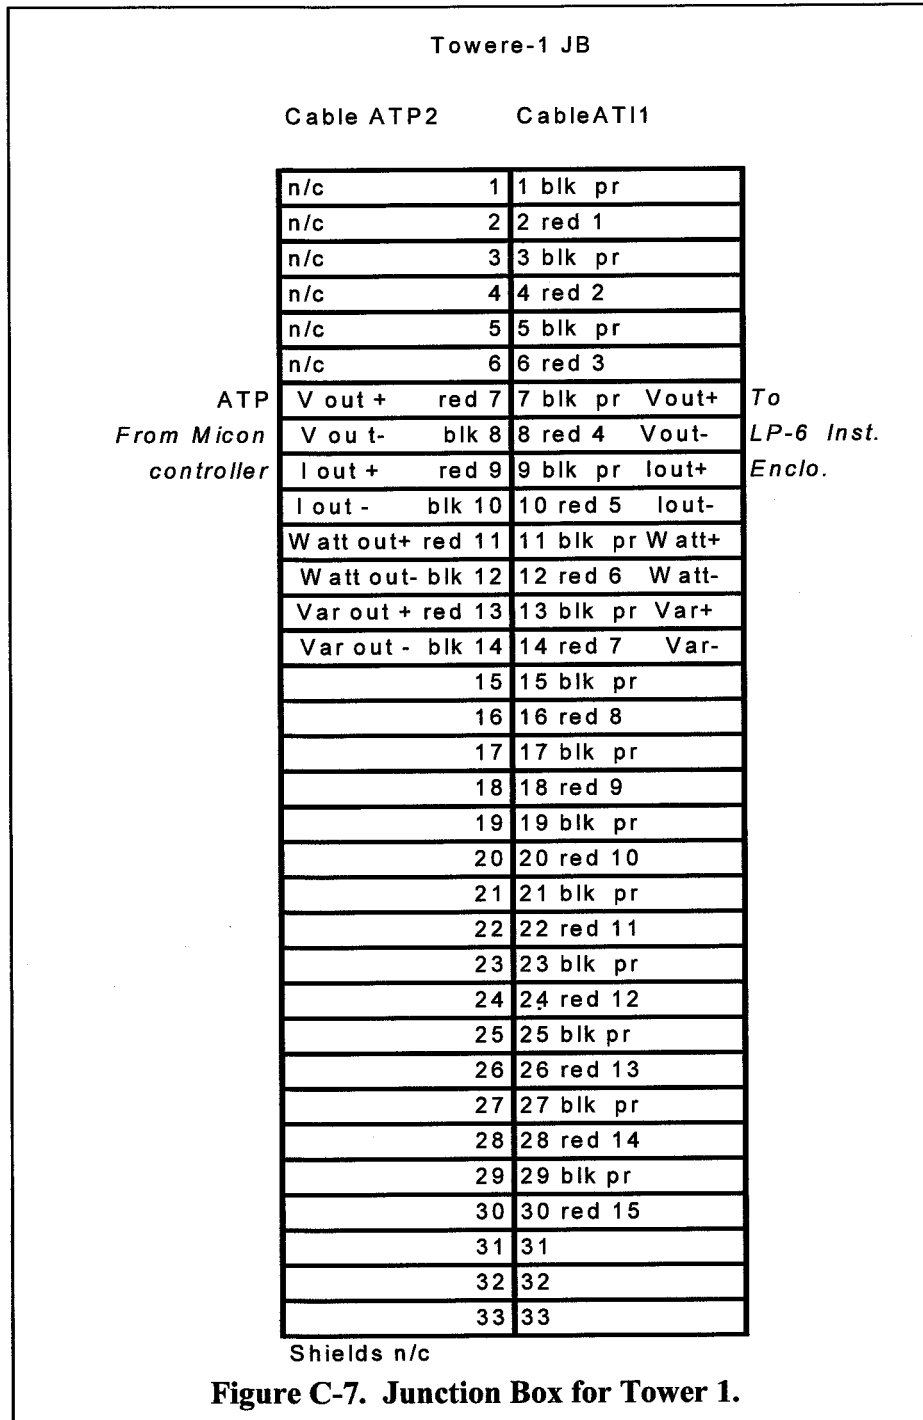 Towere-1 JB
Cable ATP2 CableATI1
n/c 1 1 blk pr
n/c 2 2 red 1
n/c 3 3 blk pr
n/c 4 4 red 2
n/c 5 5 blk pr
n/c 6 6 red 3
ATP V out + red 7 7 blk pr Vout+ To
From Micon V out- blk 8 8 red 4 Vout- LP-6 Inst.
controller I out + red 9 9 blk pr Iout+ Enclo.
I out - blk 10 10 red 5 Iout-
Watt out+ red 11 11 blk pr Watt+
Watt out- blk 12 12 red 6 Watt-
Var out + red 13 13 blk pr Var+
Var out - blk 14 14 red 7 Var-
15 15 blk pr
16 16 red 8
17 17 blk pr
18 18 red 9
19 19 blk pr
20 20 red 10
21 21 blk pr
22 22 red 11
23 23 blk pr
24 24 red 12
25 25 blk pr
26 26 red 13
27 27 blk pr
28 28 red 14
29 29 blk pr
30 30 red 15
31 31
32 32
33 33
Shields n/c
Figure C-7. Junction Box for Tower 1.